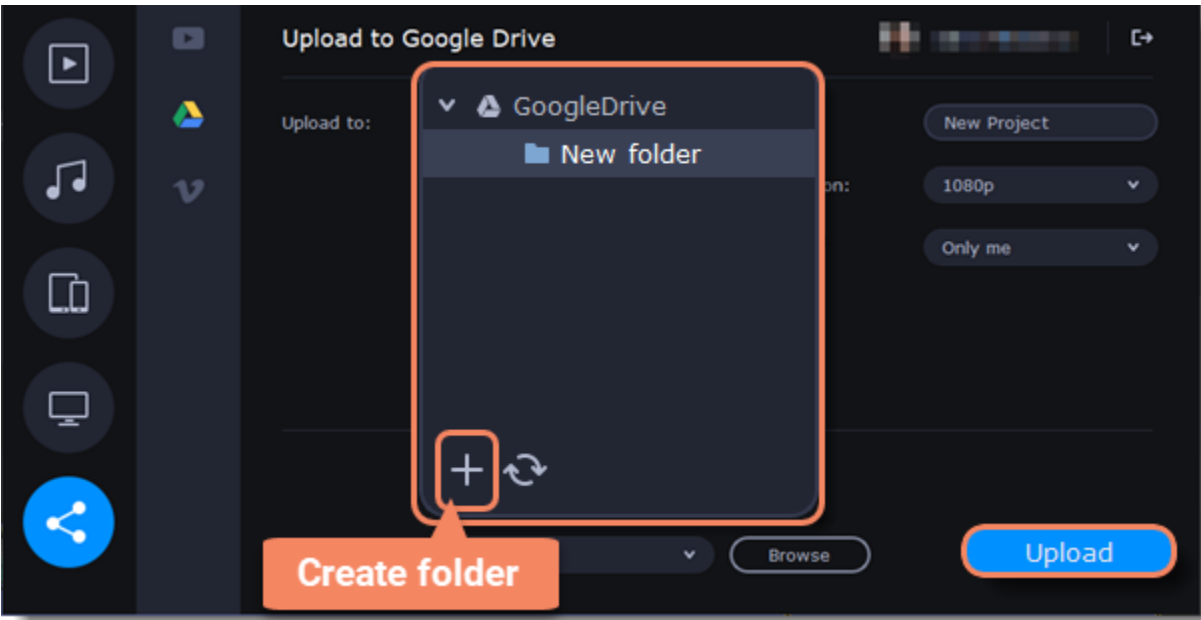 Upload to Google Drive
GoogleDrive
Upload to:
New Project
New folder
on:
1080p
Only me
Create folder
Browse
Upload